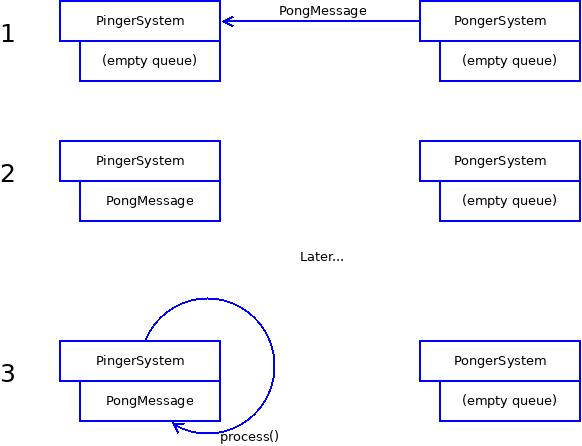 PongMessage
1
PingerSystem
PongerSystem
(empty queue)
(empty queue)
2
PingerSystem
PongerSystem
PongMessage
(empty queue)
Later...
3
PingerSystem
PongerSystem
PongMessage
(empty queue)
process()